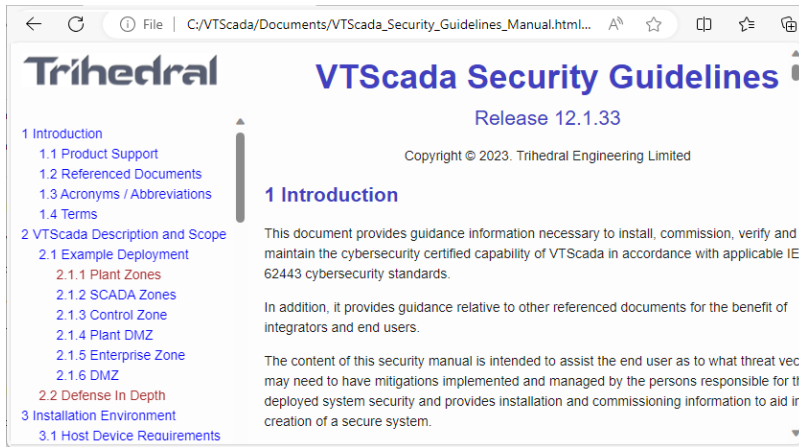 File
C:/VTScada/Documents/VTScada_Security_Guidelines_Manual.html...
Trihedral
1 Introduction
1.1 Product Support
1.2 Referenced Documents
1.3 Acronyms / Abbreviations
1.4 Terms
2 VTScada Description and Scope
2.1 Example Deployment
2.1.1 Plant Zones
2.1.2 SCADA Zones
2.1.3 Control Zone
2.1.4 Plant DMZ
2.1.5 Enterprise Zone
2.1.6 DMZ
2.2 Defense In Depth
3 Installation Environment
3.1 Host Device Requirements
VTScada Security Guidelines
Release 12.1.33
Copyright © 2023. Trihedral Engineering Limited
1 Introduction
This document provides guidance information necessary to install, commission, verify and
maintain the cybersecurity certified capability of VTScada in accordance with applicable IE
62443 cybersecurity standards.
In addition, it provides guidance relative to other referenced documents for the benefit of
integrators and end users.
The content of this security manual is intended to assist the end user as to what threat vec
may need to have mitigations implemented and managed by the persons responsible for th
deployed system security and provides installation and commissioning information to aid in
creation of a secure system.